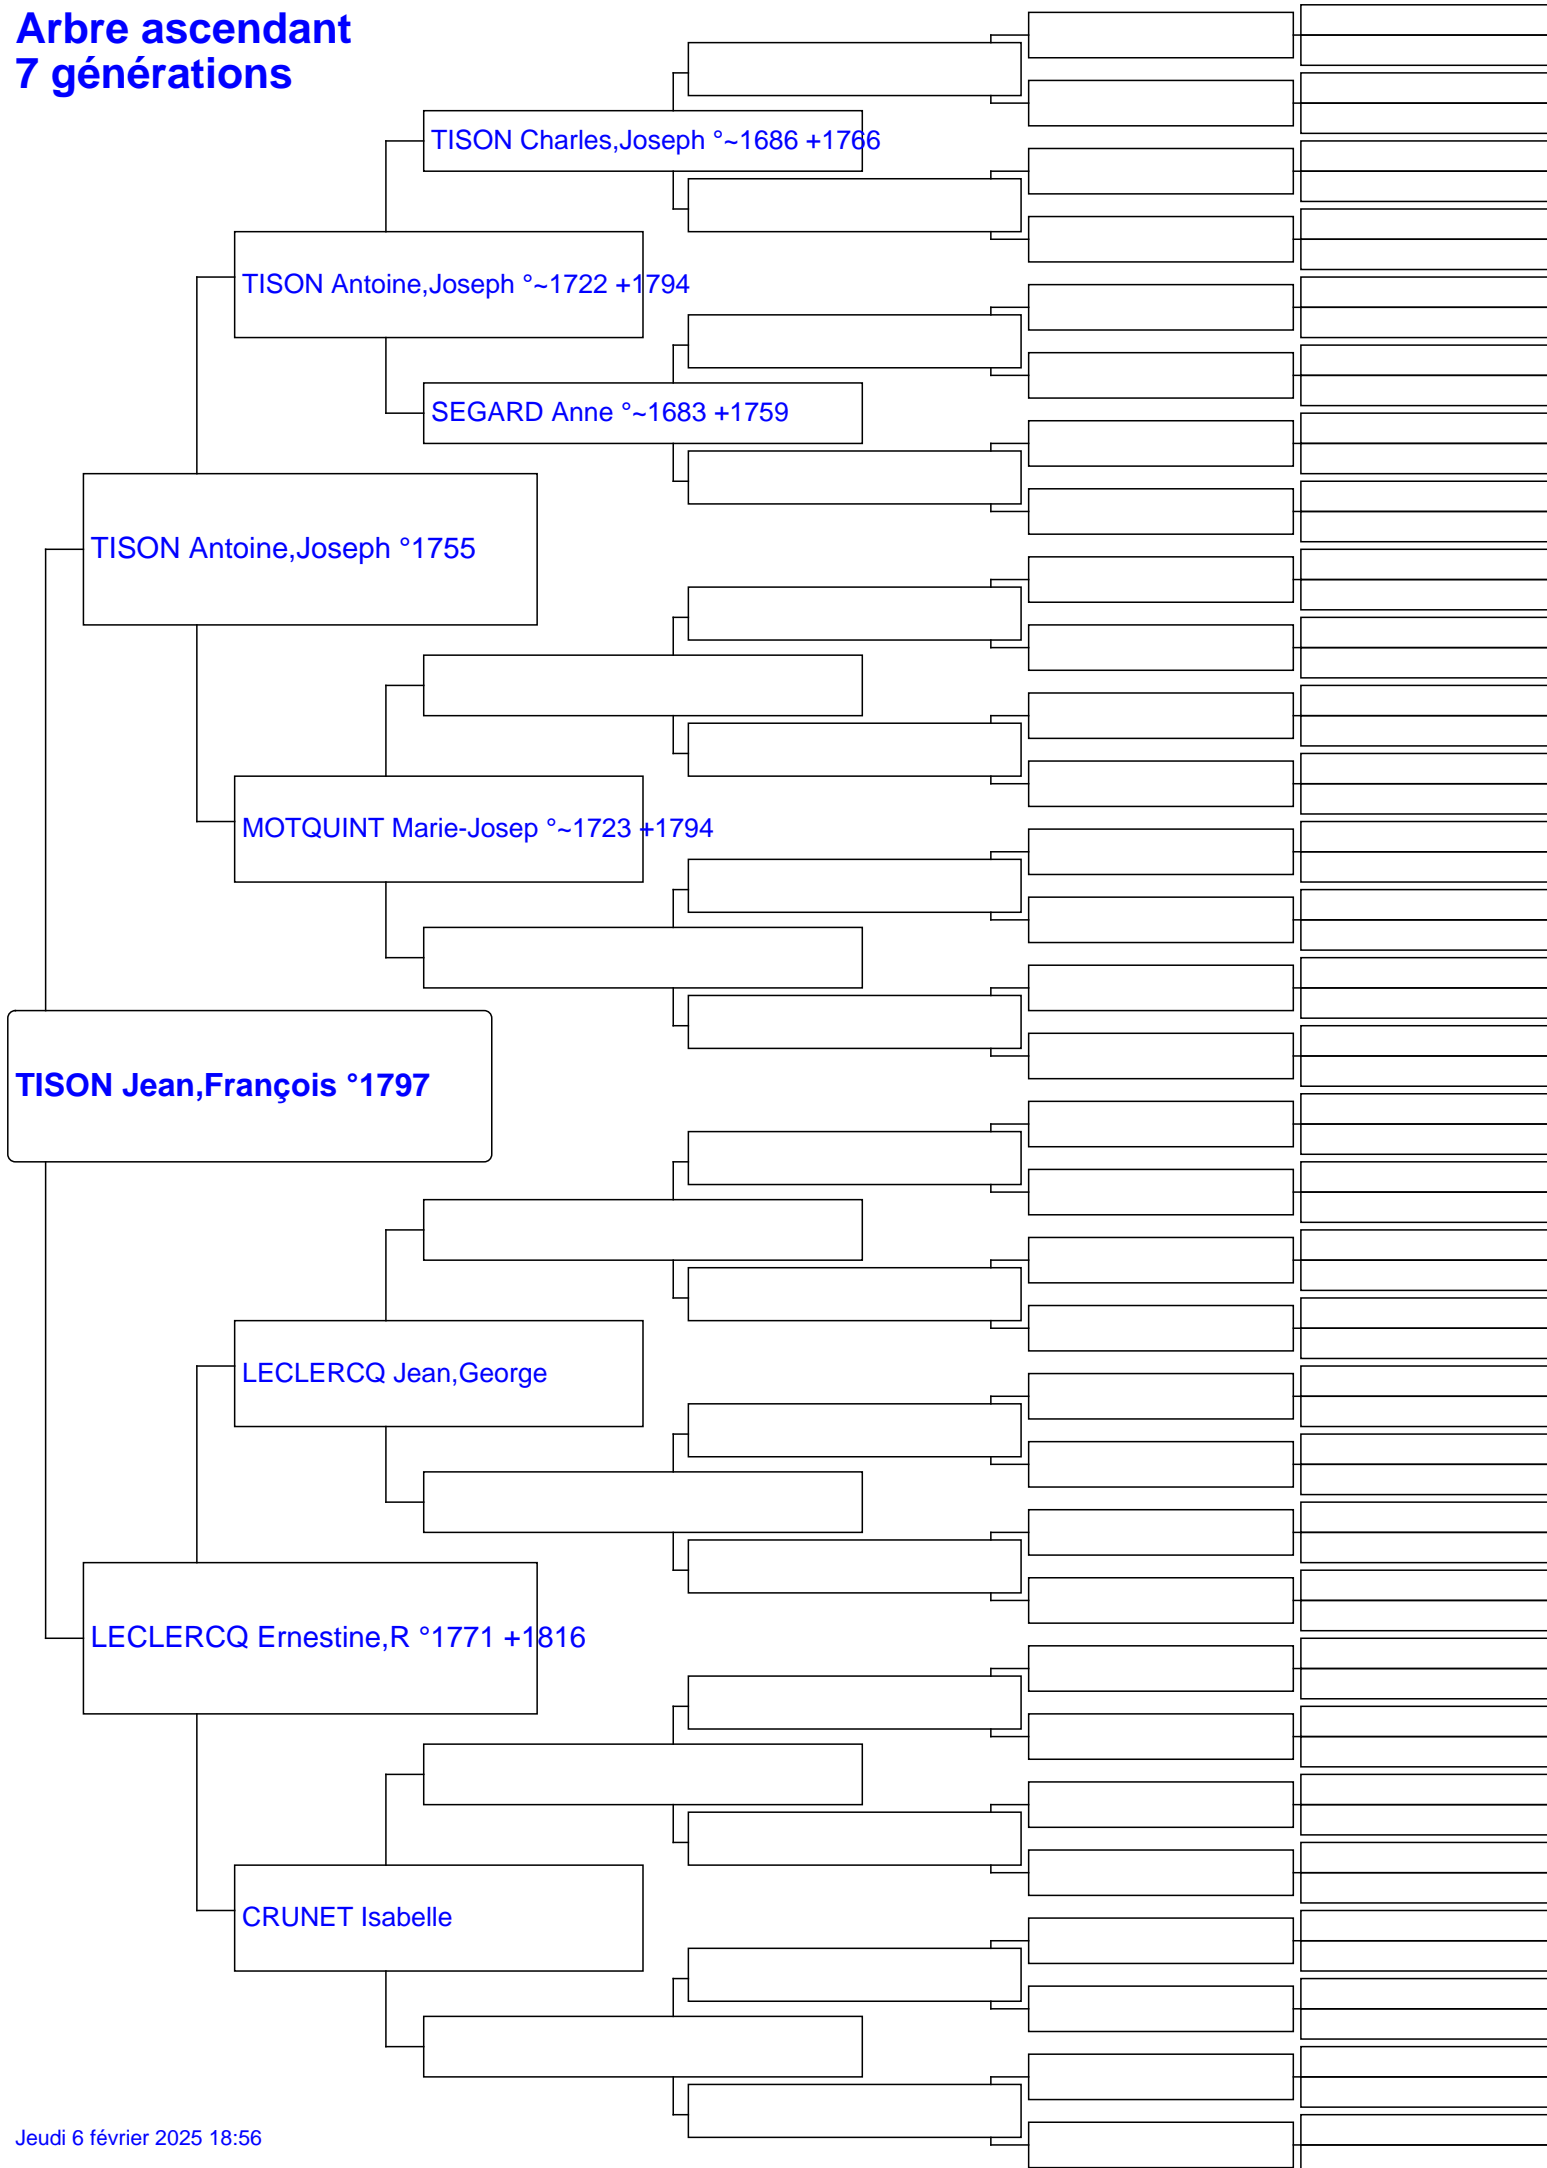 Arbre ascendant
7 générations
TISON Charles,Joseph °~1686 +1766
TISON Antoine,Joseph °~1722 +1794
SEGARD Anne °~1683 +1759
TISON Antoine,Joseph °1755
MOTQUINT Marie-Josep °~1723 +1794
TISON Jean,François °1797
LECLERCQ Jean,George
LECLERCQ Ernestine,R °1771 +1816
CRUNET Isabelle
Jeudi 6 février 2025 18:56